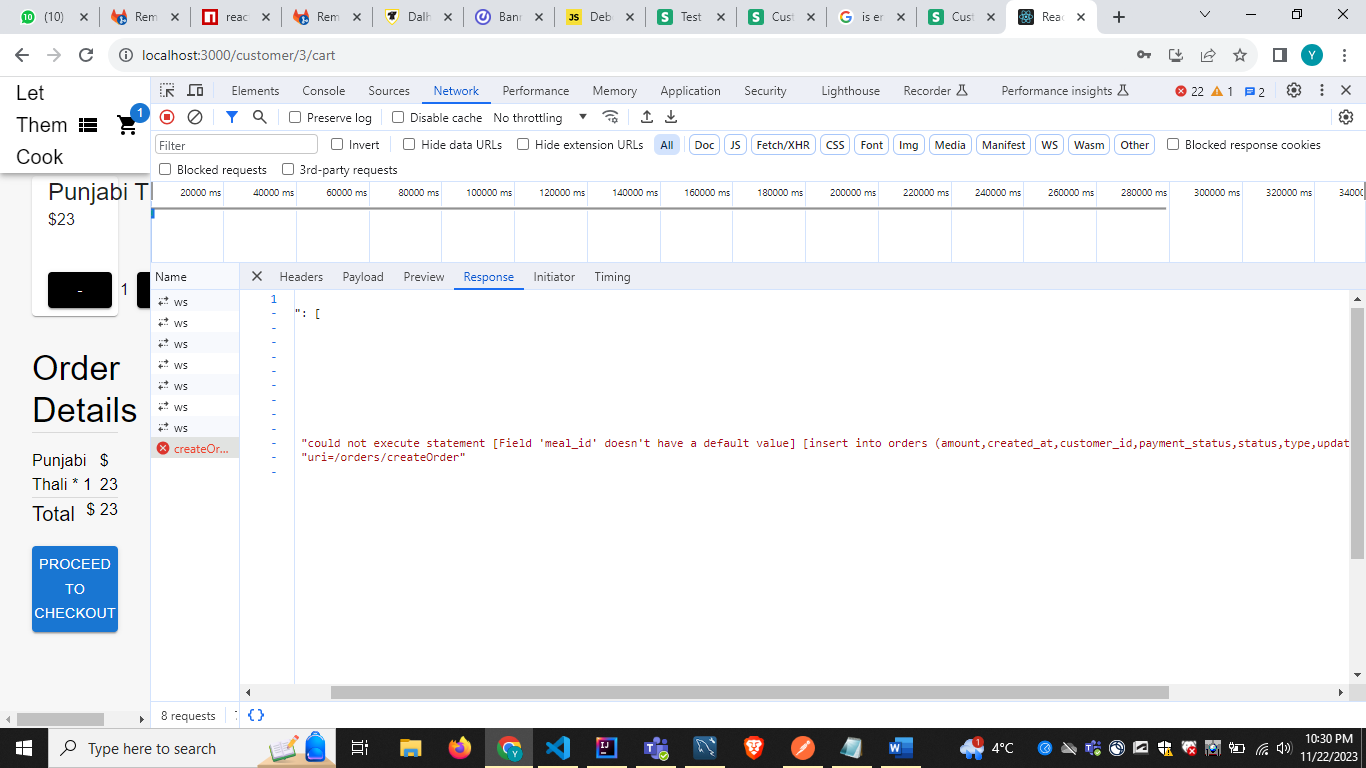 (10)
Rem
reac
Rem
Dalh
Bann
JS Deb
Test
Cust
is er
Cust
Reac
localhost:3000/customer/3/cart
Y
Let
Them
Cook
1
Punjabi T
$23
-
1
Order
Details
Punjabi $
Thali * 1 23
Total $ 23
PROCEED
TO
CHECKOUT
Elements Console Sources Network Performance Memory Application Security Lighthouse Recorder Performance insights 22 1 2
Preserve log Disable cache No throttling
Filter Invert Hide data URLs Hide extension URLs All Doc JS Fetch/XHR CSS Font Img Media Manifest WS Wasm Other Blocked response cookies
Blocked requests 3rd-party requests
20000 ms 40000 ms 60000 ms 80000 ms 100000 ms 120000 ms 140000 ms 160000 ms 180000 ms 200000 ms 220000 ms 240000 ms 260000 ms 280000 ms 300000 ms 320000 ms 34000
Name Headers Payload Preview Response Initiator Timing
ws
ws
ws
ws
ws
ws
ws
createOr...
1
- ": [
-
-
-
-
-
-
-
-
- "could not execute statement [Field 'meal_id' doesn't have a default value] [insert into orders (amount,created_at,customer_id,payment_status,status,type,updat
- "uri=/orders/createOrder"
-
8 requests
{}
Type here to search
1
4°C
10:30 PM
11/22/2023